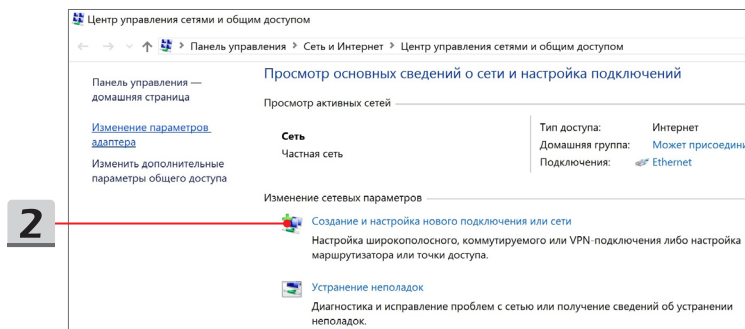 Центр управления сетями и общим доступом
Панель управления > Сеть и Интернет > Центр управления сетями и общим доступом
Панель управления —
домашняя страница
Изменение параметров
адаптера
Изменить дополнительные
параметры общего доступа
Просмотр основных сведений о сети и настройка подключений
Просмотр активных сетей
Сеть
Частная сеть
Тип доступа: Интернет
Домашняя группа: Может присоедини
Подключения: Ethernet
Изменение сетевых параметров
2
Создание и настройка нового подключения или сети
Настройка широкополосного, коммутируемого или VPN-подключения либо настройка
маршрутизатора или точки доступа.
Устранение неполадок
Диагностика и исправление проблем с сетью или получение сведений об устранении
неполадок.